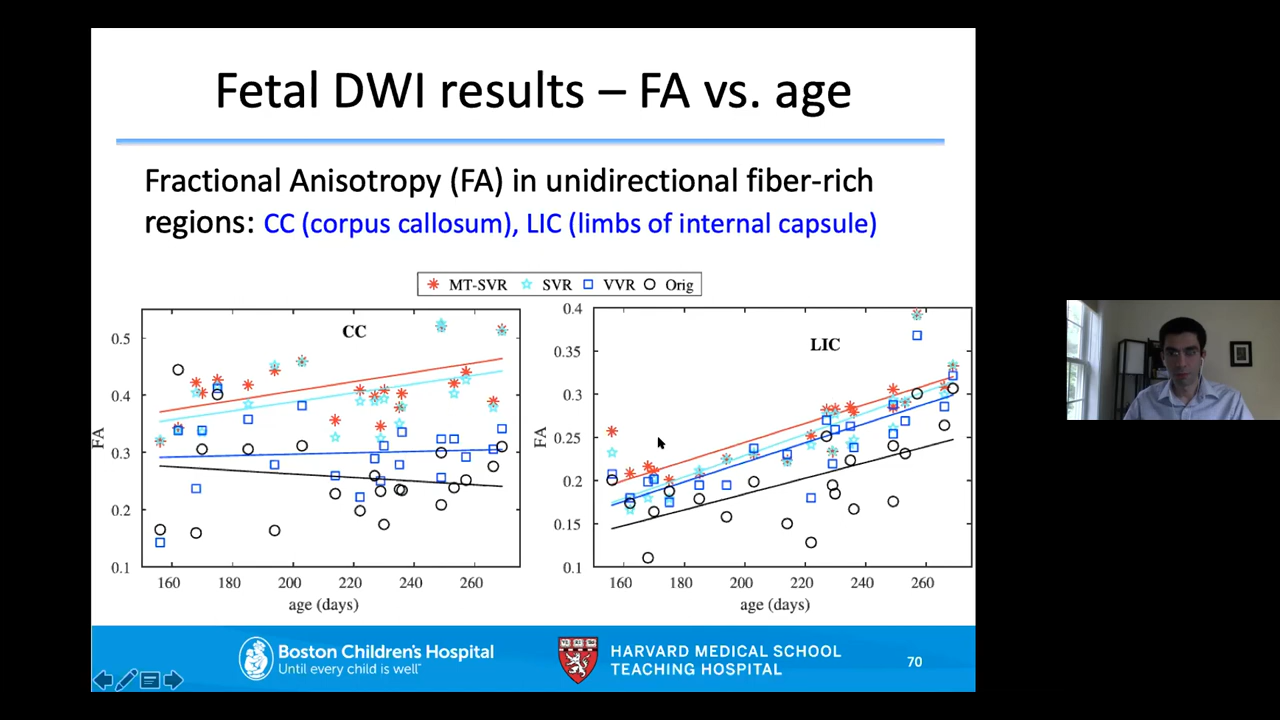 Fetal DWI results – FA vs. age
Fractional Anisotropy (FA) in unidirectional fiber-rich
regions: CC (corpus callosum), LIC (limbs of internal capsule)
MT-SVR SVR VVR Orig
CC
FA
0.5
0.4
0.3
0.2
0.1
160 180 200 220 240 260
age (days)
LIC
FA
0.4
0.35
0.3
0.25
0.2
0.15
0.1
160 180 200 220 240 260
age (days)
Boston Children's Hospital
Until every child is well™
VE RI TAS
HARVARD MEDICAL SCHOOL
TEACHING HOSPITAL
70